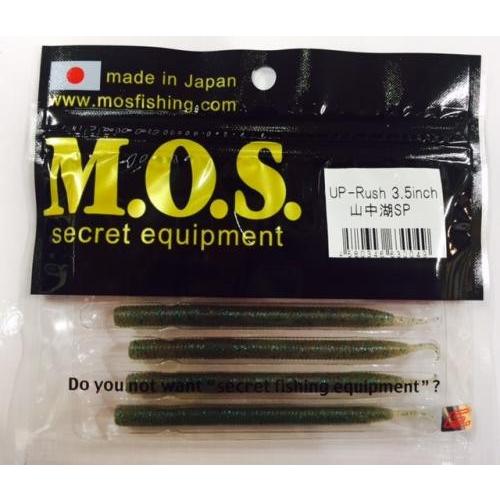 made in Japan
www.mosfishing.com
M.O.S.
secret equipment
UP-Rush 3.5inch
山中湖SP
Do you not want "secret fishing equipment"?